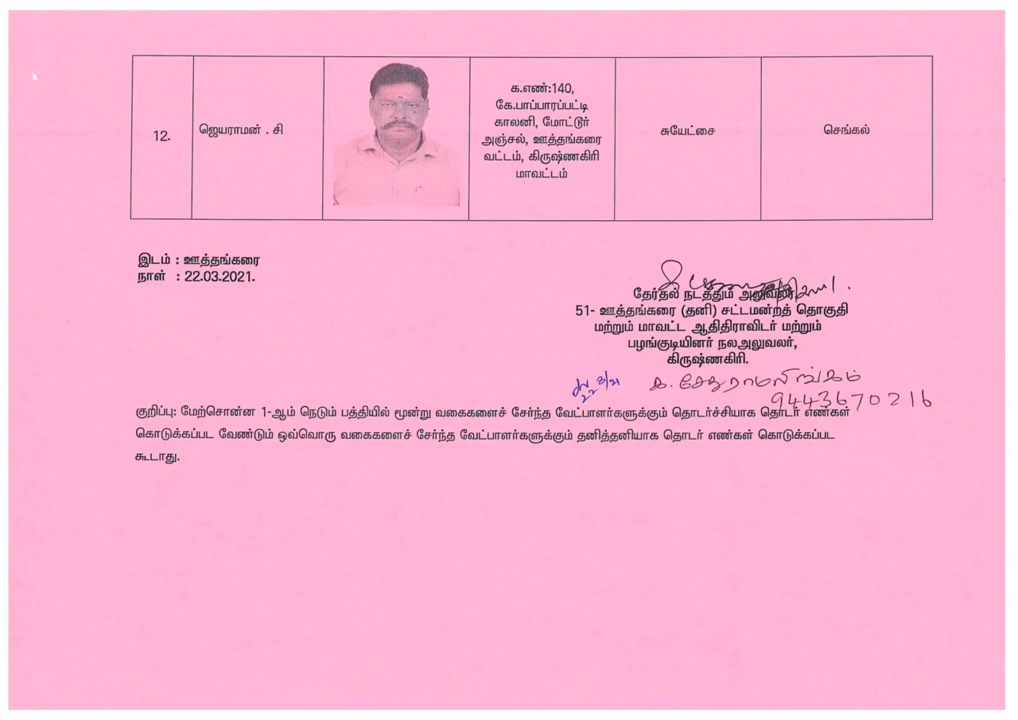 12.
ஜெயராமன் . சி
க.எண்:140,
கே.பாப்பாரப்பட்டி
காலனி, மோட்டூர்
அஞ்சல், ஊத்தங்கரை
வட்டம், கிருஷ்ணகிரி
மாவட்டம்
சுயேட்சை
செங்கல்
இடம் : ஊத்தங்கரை
நாள் : 22.03.2021.
தேர்தல் நடத்தும் அலுவலர்,
51- ஊத்தங்கரை (தனி) சட்டமன்றத் தொகுதி
மற்றும் மாவட்ட ஆதிதிராவிடர் மற்றும்
பழங்குடியினர் நலஅலுவலர்,
கிருஷ்ணகிரி.
க. சேதுராமலிங்கம்
9443670216
குறிப்பு: மேற்சொன்ன 1-ஆம் நெடும் பத்தியில் மூன்று வகைகளைச் சேர்ந்த வேட்பாளர்களுக்கும் தொடர்ச்சியாக தொடர் எண்கள்
கொடுக்கப்பட வேண்டும் ஒவ்வொரு வகைகளைச் சேர்ந்த வேட்பாளர்களுக்கும் தனித்தனியாக தொடர் எண்கள் கொடுக்கப்பட
கூடாது.